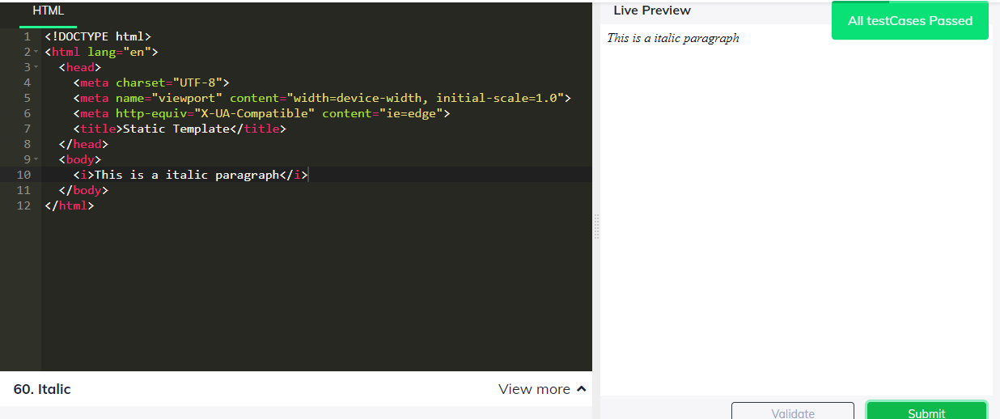 HTML
1 <!DOCTYPE html>
2 <html lang="en">
3 <head>
4 <meta charset="UTF-8">
5 <meta name="viewport" content="width=device-width, initial-scale=1.0">
6 <meta http-equiv="X-UA-Compatible" content="ie=edge">
7 <title>Static Template</title>
8 </head>
9 <body>
10 <i>This is a italic paragraph</i>
11 </body>
12 </html>
60. Italic
View more
Live Preview
All testCases Passed
This is a italic paragraph
Validate
Submit